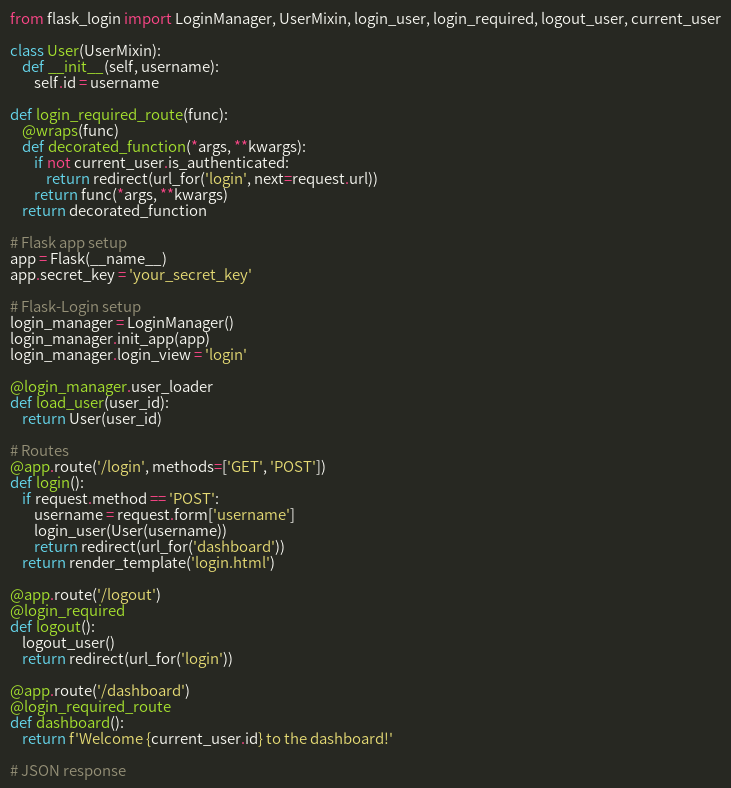 from flask_login import LoginManager, UserMixin, login_user, login_required, logout_user, current_user

class User(UserMixin):
    def __init__(self, username):
        self.id = username

def login_required_route(func):
    @wraps(func)
    def decorated_function(*args, **kwargs):
        if not current_user.is_authenticated:
            return redirect(url_for('login', next=request.url))
        return func(*args, **kwargs)
    return decorated_function

# Flask app setup
app = Flask(__name__)
app.secret_key = 'your_secret_key'

# Flask-Login setup
login_manager = LoginManager()
login_manager.init_app(app)
login_manager.login_view = 'login'

@login_manager.user_loader
def load_user(user_id):
    return User(user_id)

# Routes
@app.route('/login', methods=['GET', 'POST'])
def login():
    if request.method == 'POST':
        username = request.form['username']
        login_user(User(username))
        return redirect(url_for('dashboard'))
    return render_template('login.html')

@app.route('/logout')
@login_required
def logout():
    logout_user()
    return redirect(url_for('login'))

@app.route('/dashboard')
@login_required_route
def dashboard():
    return f'Welcome {current_user.id} to the dashboard!'

# JSON response